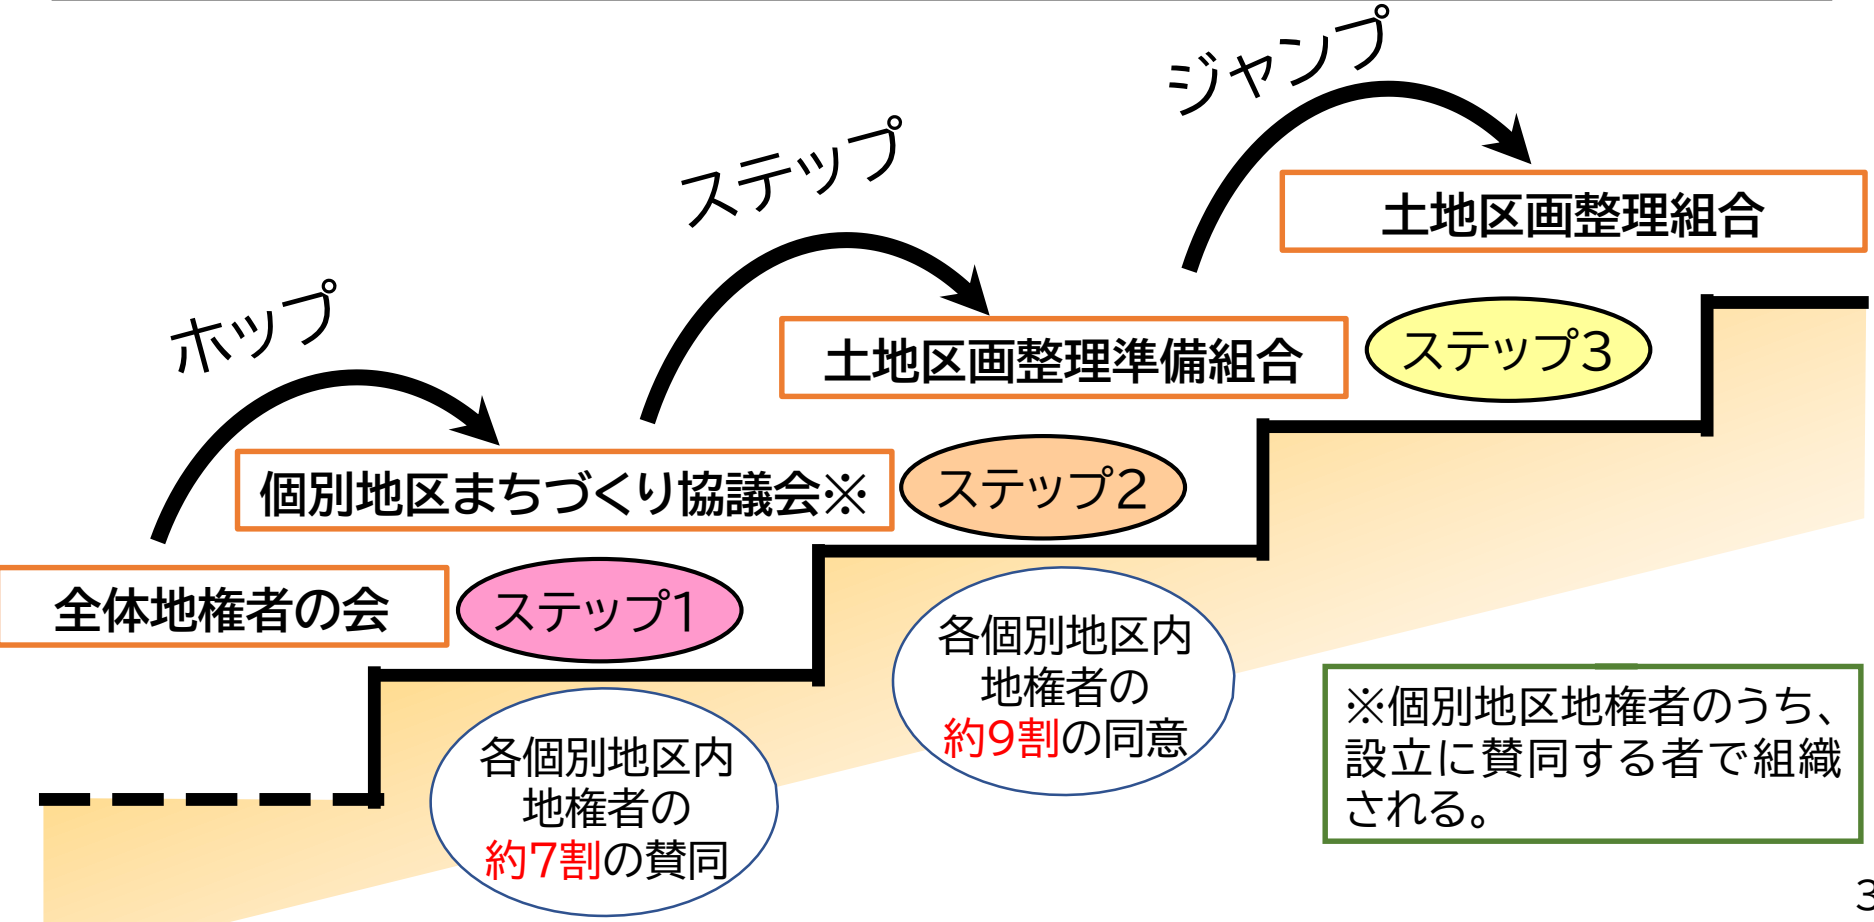 ホップ
ステップ
ジャンプ
全体地権者の会
ステップ1
個別地区まちづくり協議会※
ステップ2
土地区画整理準備組合
ステップ3
土地区画整理組合
各個別地区内
地権者の
約7割の賛同
各個別地区内
地権者の
約9割の同意
※個別地区地権者のうち、
設立に賛同する者で組織
される。
3